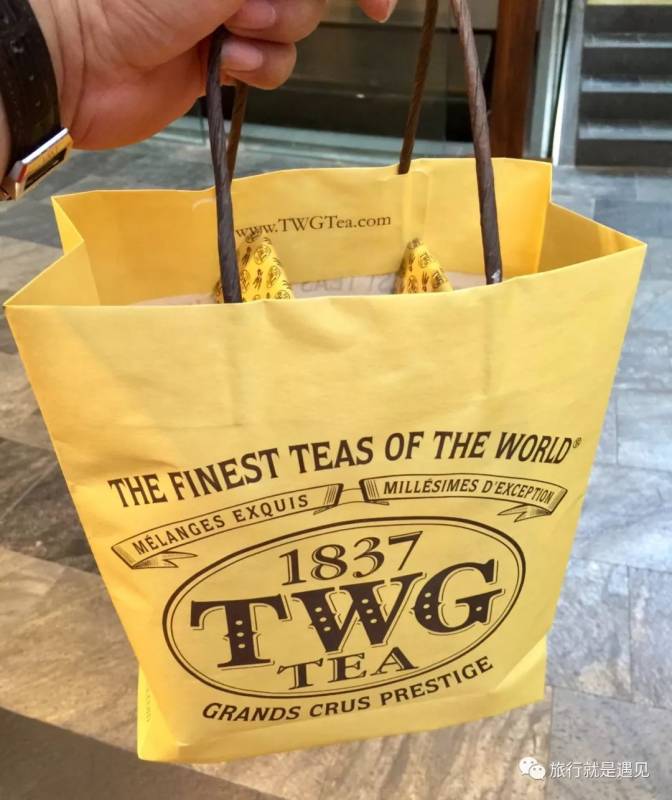 www.TWGTea.com
THE FINEST TEAS OF THE WORLD®
MÉLANGES EXQUIS MILLÉSIMES D'EXCEPTION
1837
TWG
TEA
GRANDS CRUS PRESTIGE
旅行就是遇见